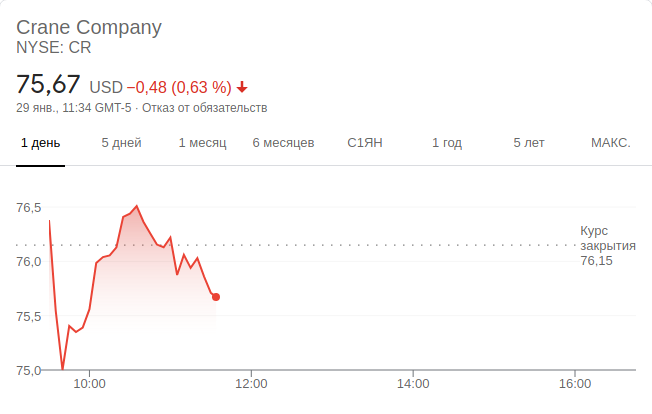 Crane Company
NYSE: CR
75,67 USD −0,48 (0,63 %)
29 янв., 11:34 GMT-5 · Отказ от обязательств
1 день 5 дней 1 месяц 6 месяцев С1ЯН 1 год 5 лет МАКС.
76,5
76,0
75,5
75,0
Курс
закрытия
76,15
10:00 12:00 14:00 16:00